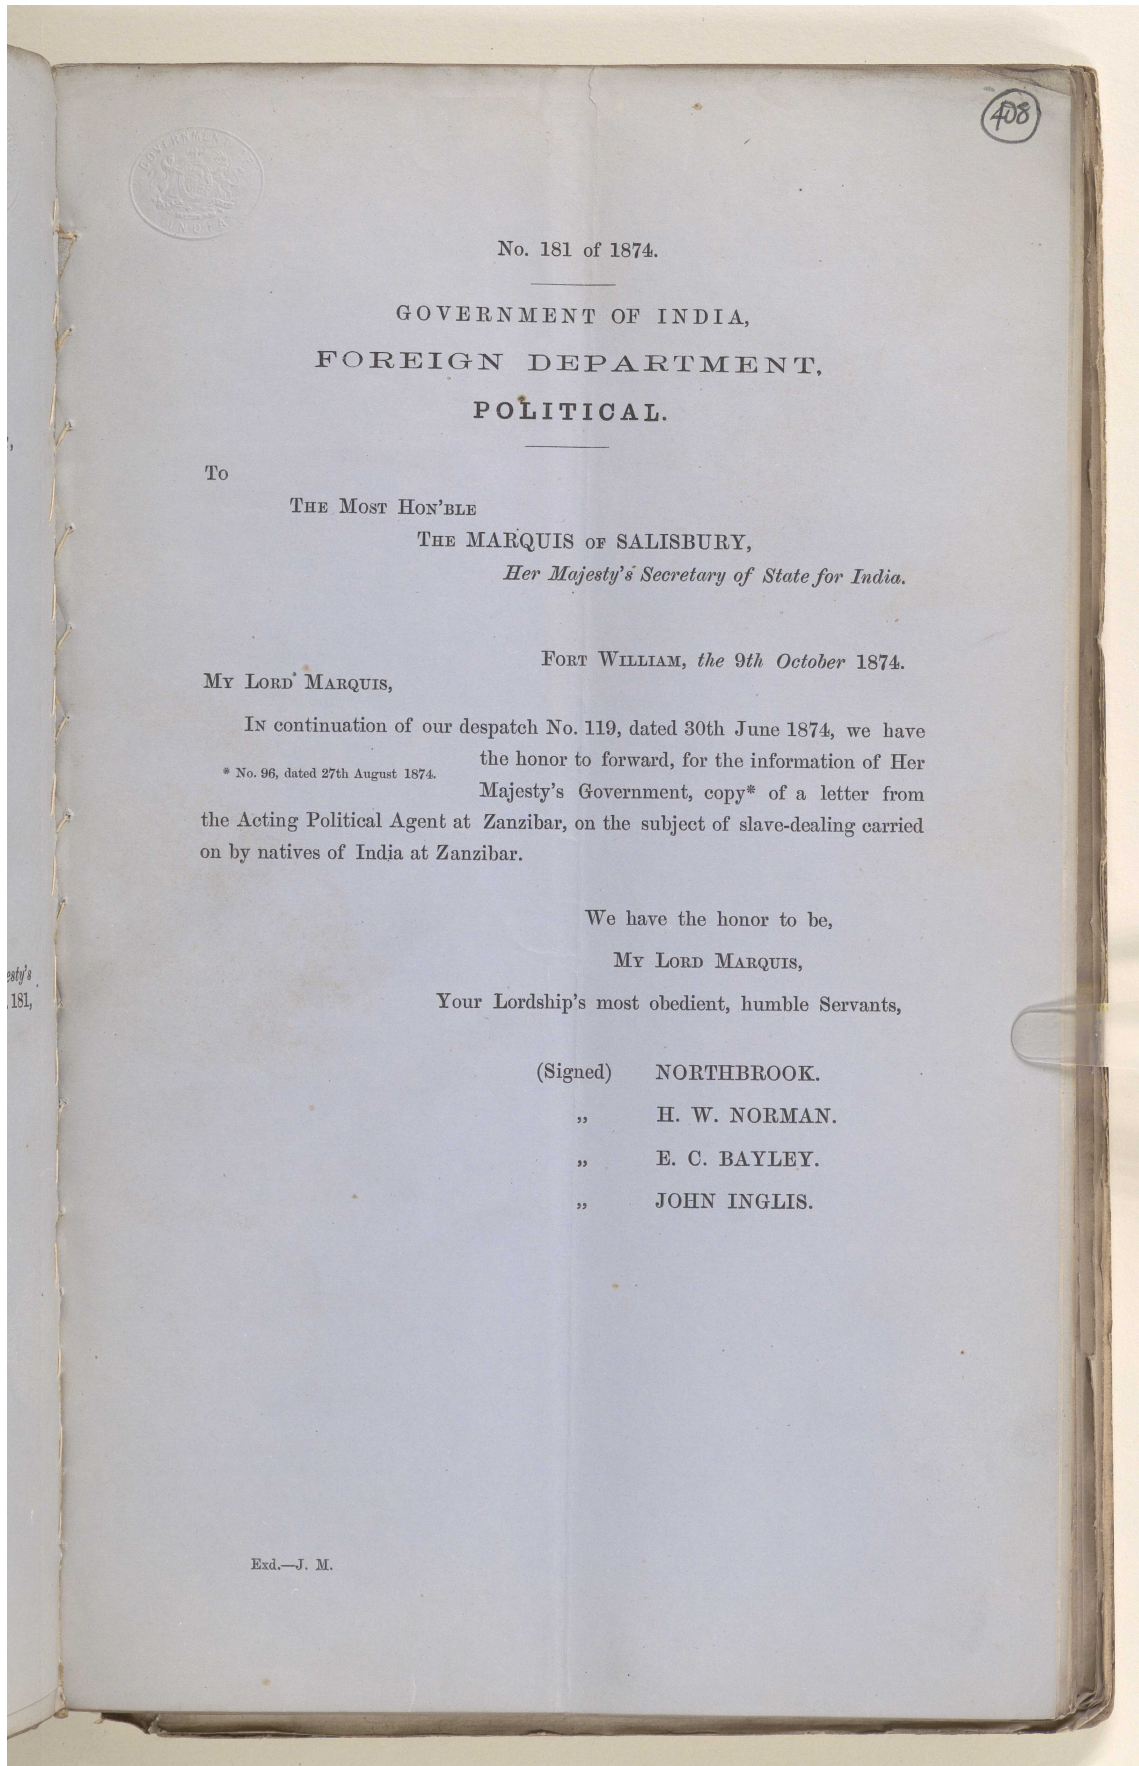 408
GOVERNMENT OF
INDIA
No. 181 of 1874.
GOVERNMENT OF INDIA,
FOREIGN DEPARTMENT,
POLITICAL.
To
THE MOST HON'BLE
THE MARQUIS OF SALISBURY,
Her Majesty's Secretary of State for India.
FORT WILLIAM, the 9th October 1874.
MY LORD MARQUIS,
IN continuation of our despatch No. 119, dated 30th June 1874, we have
the honor to forward, for the information of Her
* No. 96, dated 27th August 1874.
Majesty's Government, copy* of a letter from
the Acting Political Agent at Zanzibar, on the subject of slave-dealing carried
on by natives of India at Zanzibar.
We have the honor to be,
MY LORD MARQUIS,
Your Lordship's most obedient, humble Servants,
(Signed) NORTHBROOK.
„ H. W. NORMAN.
„ E. C. BAYLEY.
„ JOHN INGLIS.
Exd.—J. M.
esty's
181,